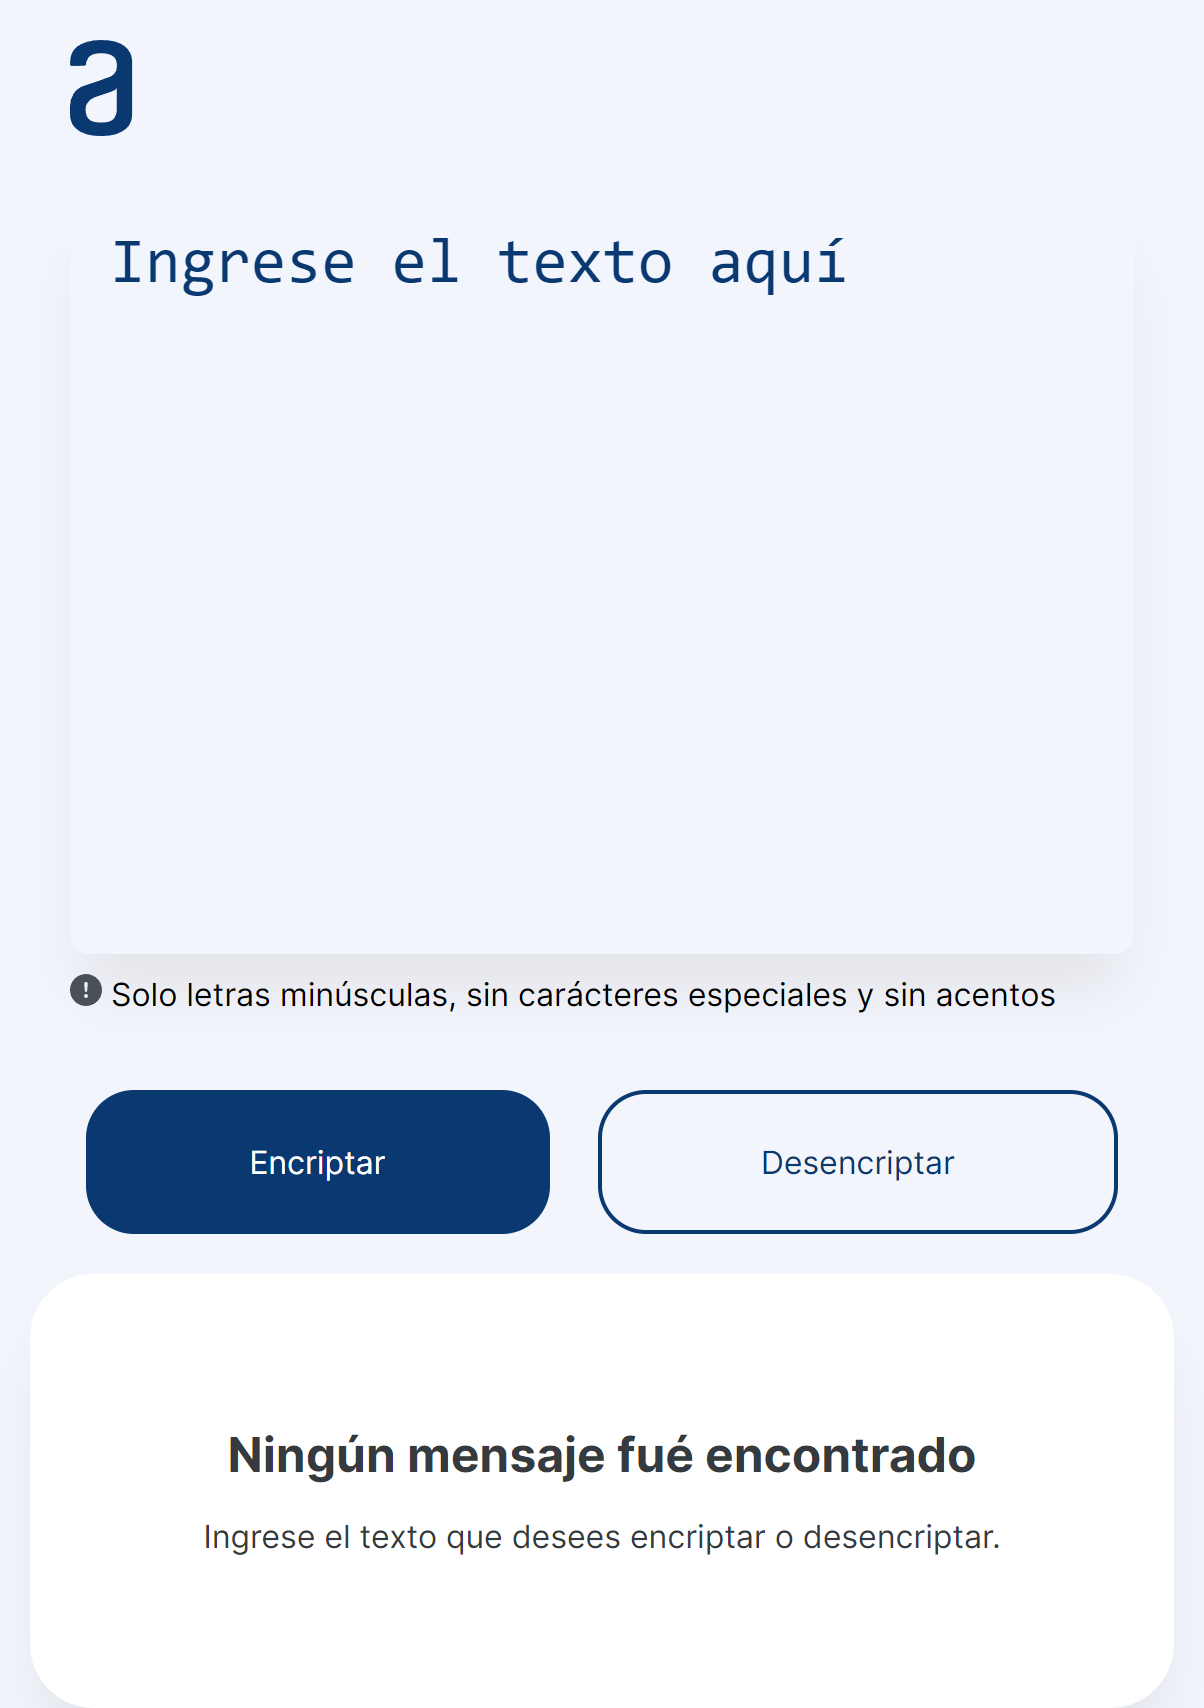 a
Ingrese el texto aquí
Solo letras minúsculas, sin carácteres especiales y sin acentos
Encriptar
Desencriptar
Ningún mensaje fué encontrado
Ingrese el texto que desees encriptar o desencriptar.